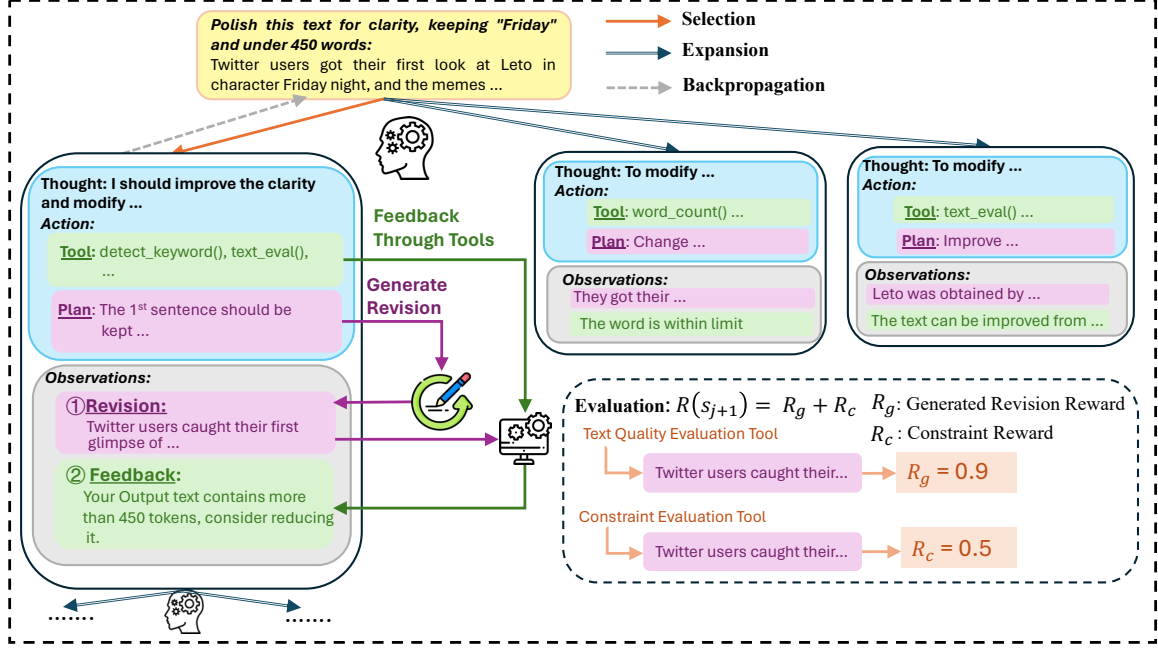 Polish this text for clarity, keeping "Friday"
and under 450 words:
Twitter users got their first look at Leto in
character Friday night, and the memes ...
Selection
Expansion
Backpropagation
Thought: I should improve the clarity
and modify ...
Action:
Tool: detect_keyword(), text_eval(),
...
Plan: The 1st sentence should be
kept ...
Observations:
①Revision:
Twitter users caught their first
glimpse of ...
② Feedback:
Your Output text contains more
than 450 tokens, consider reducing
it.
Feedback
Through Tools
Generate
Revision
Thought: To modify ...
Action:
Tool: word_count() ...
Plan: Change ...
Observations:
They got their ...
The word is within limit
Thought: To modify ...
Action:
Tool: text_eval() ...
Plan: Improve ...
Observations:
Leto was obtained by ...
The text can be improved from ...
Evaluation: R(s_{j+1}) = R_g + R_c R_g: Generated Revision Reward
R_c: Constraint Reward
Text Quality Evaluation Tool
Twitter users caught their...
R_g = 0.9
Constraint Evaluation Tool
Twitter users caught their...
R_c = 0.5
.......
.......